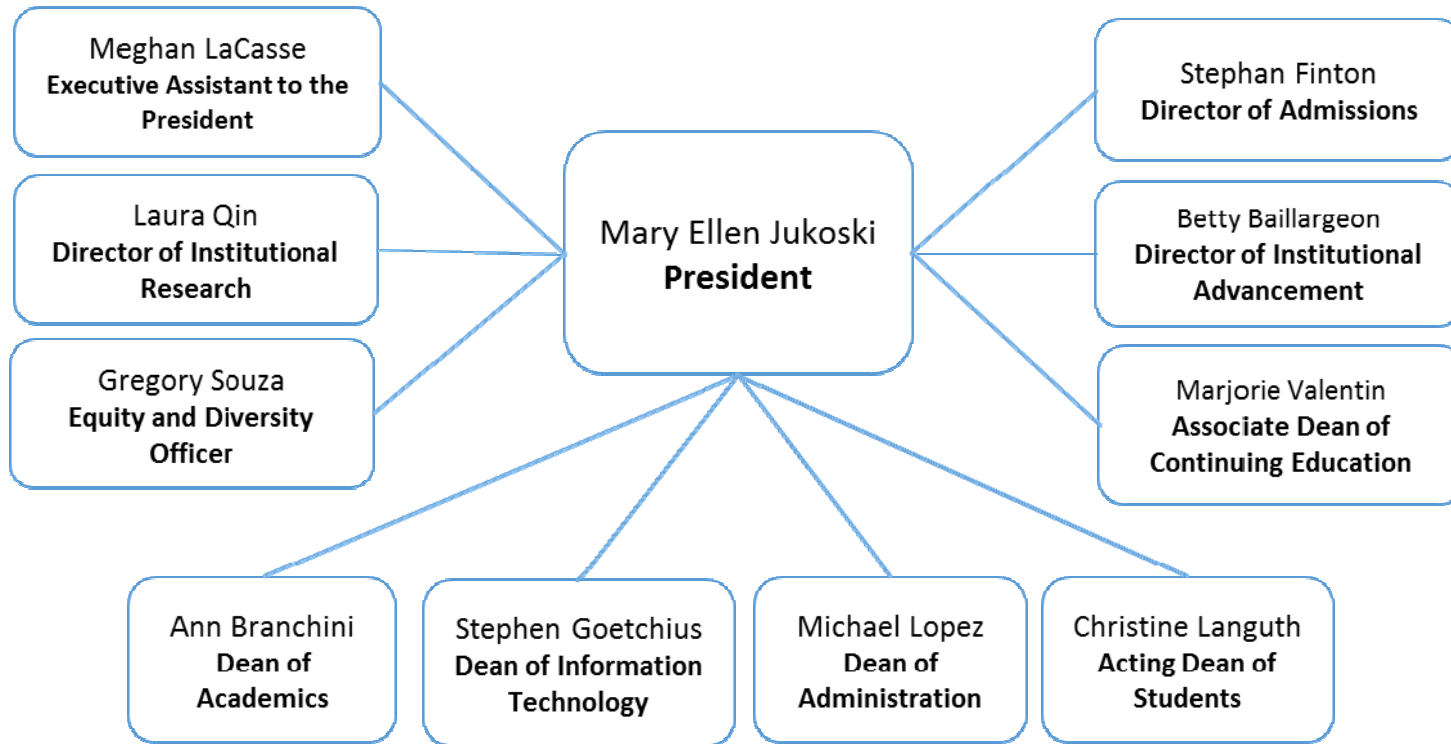 Meghan LaCasse
Executive Assistant to the
President
Laura Qin
Director of Institutional
Research
Gregory Souza
Equity and Diversity
Officer
Mary Ellen Jukoski
President
Stephan Finton
Director of Admissions
Betty Baillargeon
Director of Institutional
Advancement
Marjorie Valentin
Associate Dean of
Continuing Education
Ann Branchini
Dean of
Academics
Stephen Goetchius
Dean of Information
Technology
Michael Lopez
Dean of
Administration
Christine Languth
Acting Dean of
Students